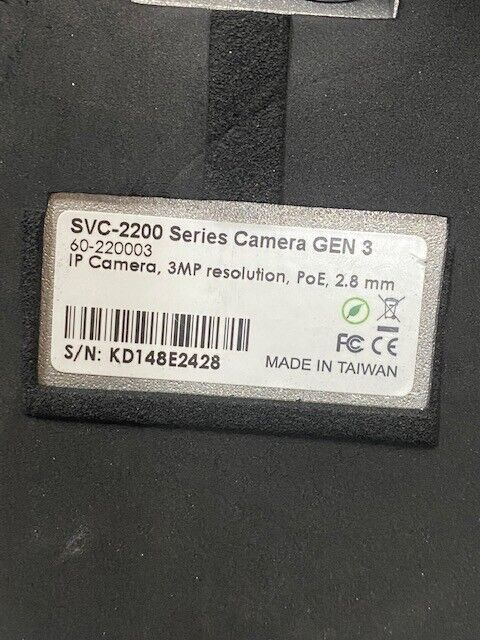 SVC-2200 Series Camera GEN 3
60-220003
IP Camera, 3MP resolution, PoE, 2.8 mm
FC CE
S/N: KD148E2428
MADE IN TAIWAN